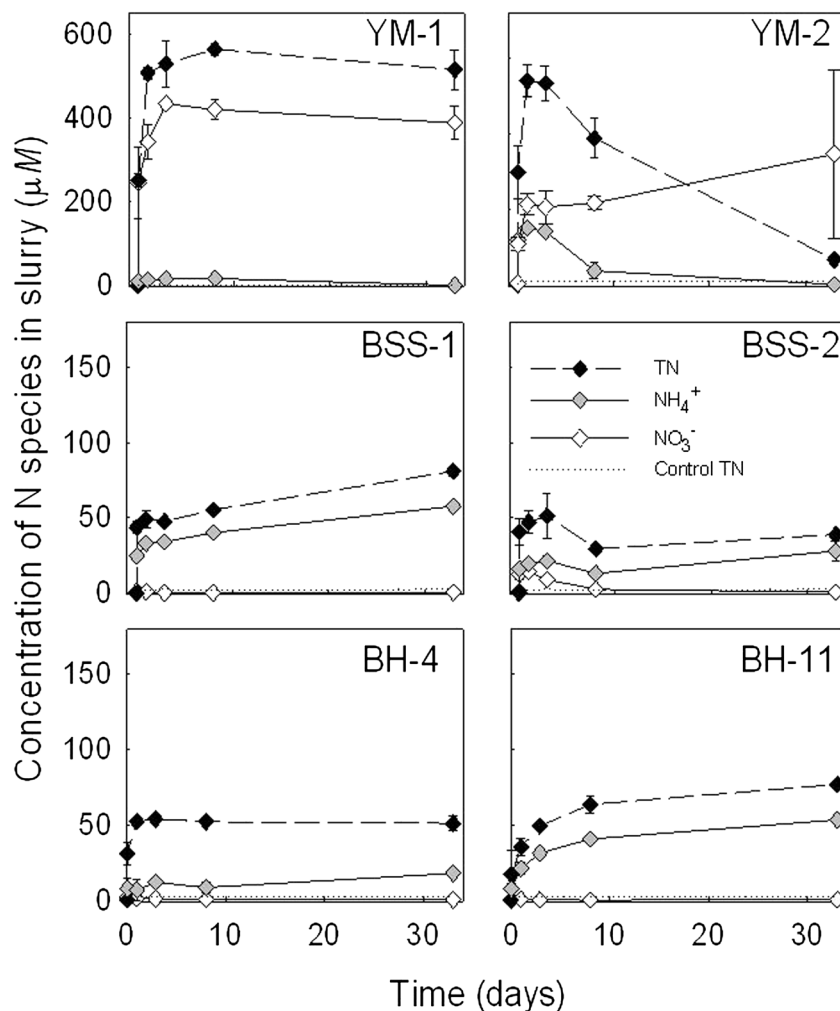 Concentration of N species in slurry (μM)
YM-1
YM-2
600
400
200
0
BSS-1
BSS-2
150
100
50
0
TN
NH4+
NO3-
Control TN
BH-4
BH-11
150
100
50
0
0 10 20 30
0 10 20 30
Time (days)